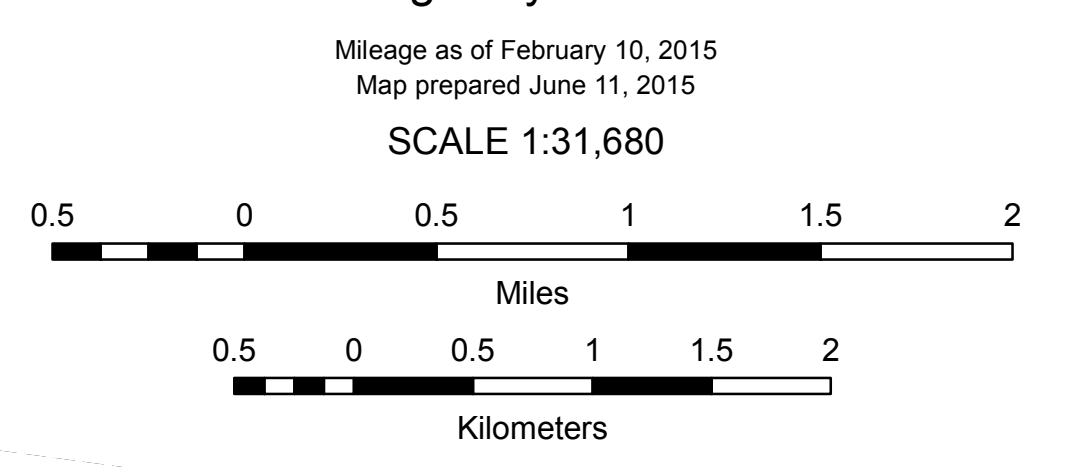 Mileage as of February 10, 2015
Map prepared June 11, 2015
SCALE 1:31,680
0.5 0 0.5 1 1.5 2
Miles
0.5 0 0.5 1 1.5 2
Kilometers